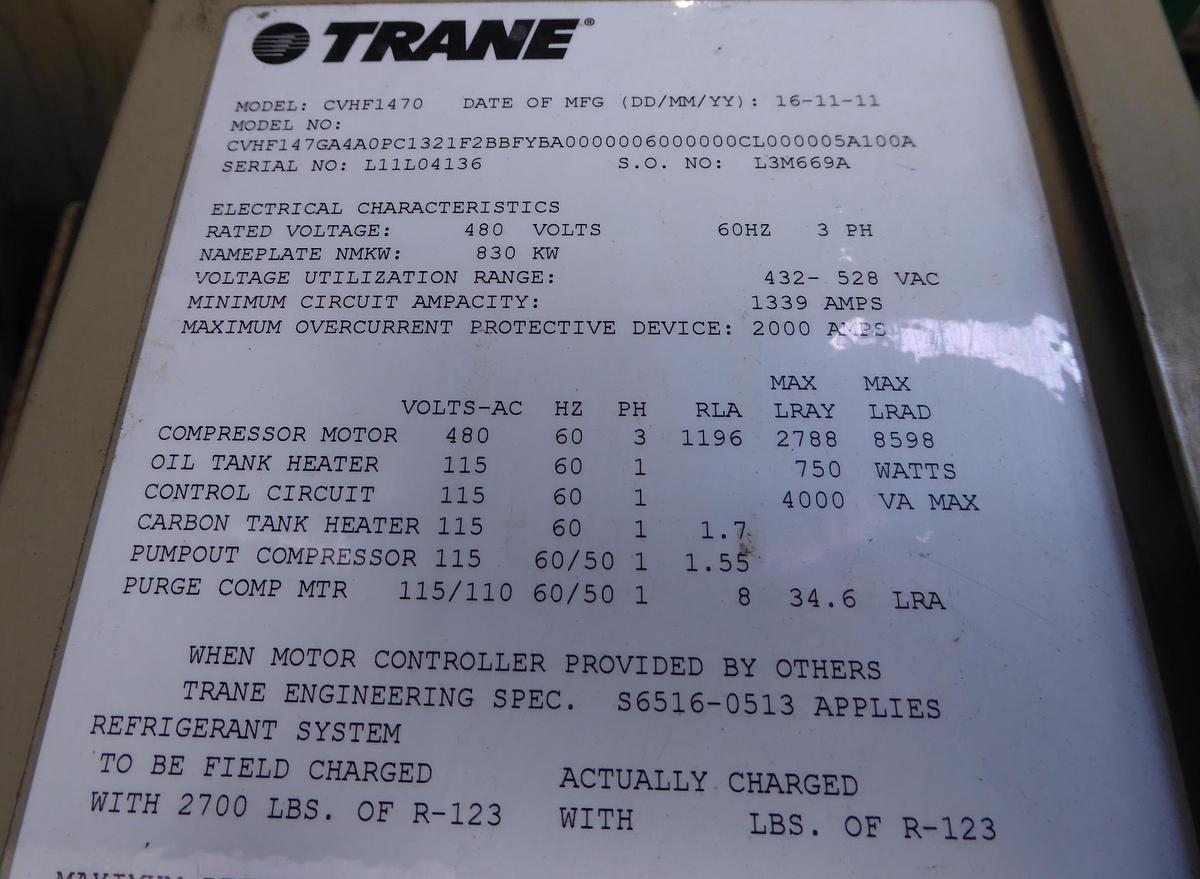 TRANE®
MODEL: CVHF1470 DATE OF MFG (DD/MM/YY): 16-11-11
MODEL NO:
CVHF147GA4A0PC1321F2BBFYBA0000006000000CL000005A100A
SERIAL NO: L11L04136 S.O. NO: L3M669A
ELECTRICAL CHARACTERISTICS
RATED VOLTAGE: 480 VOLTS 60HZ 3 PH
NAMEPLATE NMKW: 830 KW
VOLTAGE UTILIZATION RANGE: 432- 528 VAC
MINIMUM CIRCUIT AMPACITY: 1339 AMPS
MAXIMUM OVERCURRENT PROTECTIVE DEVICE: 2000 AMPS
MAX MAX
VOLTS-AC HZ PH RLA LRAY LRAD
COMPRESSOR MOTOR 480 60 3 1196 2788 8598
OIL TANK HEATER 115 60 1 750 WATTS
CONTROL CIRCUIT 115 60 1 4000 VA MAX
CARBON TANK HEATER 115 60 1 1.7
PUMPOUT COMPRESSOR 115 60/50 1 1.55
PURGE COMP MTR 115/110 60/50 1 8 34.6 LRA
WHEN MOTOR CONTROLLER PROVIDED BY OTHERS
TRANE ENGINEERING SPEC. S6516-0513 APPLIES
REFRIGERANT SYSTEM
TO BE FIELD CHARGED ACTUALLY CHARGED
WITH 2700 LBS. OF R-123 WITH LBS. OF R-123